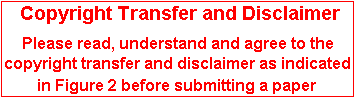 Copyright Transfer and Disclaimer
Please read, understand and agree to the
copyright transfer and disclaimer as indicated
in Figure 2 before submitting a paper